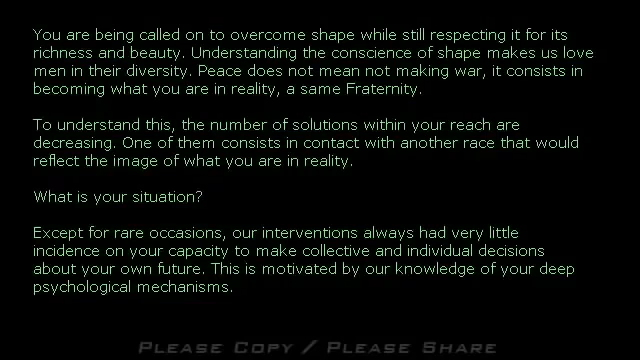 You are being called on to overcome shape while still respecting it for its
richness and beauty. Understanding the conscience of shape makes us love
men in their diversity. Peace does not mean not making war, it consists in
becoming what you are in reality, a same Fraternity.
To understand this, the number of solutions within your reach are
decreasing. One of them consists in contact with another race that would
reflect the image of what you are in reality.
What is your situation?
Except for rare occasions, our interventions always had very little
incidence on your capacity to make collective and individual decisions
about your own future. This is motivated by our knowledge of your deep
psychological mechanisms.
Please Copy / Please Share